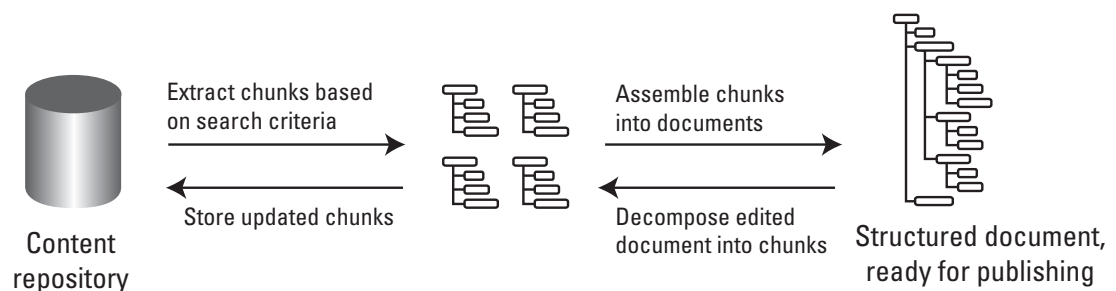 Extract chunks based
on search criteria
Store updated chunks
Content
repository
Assemble chunks
into documents
Decompose edited
document into chunks
Structured document,
ready for publishing